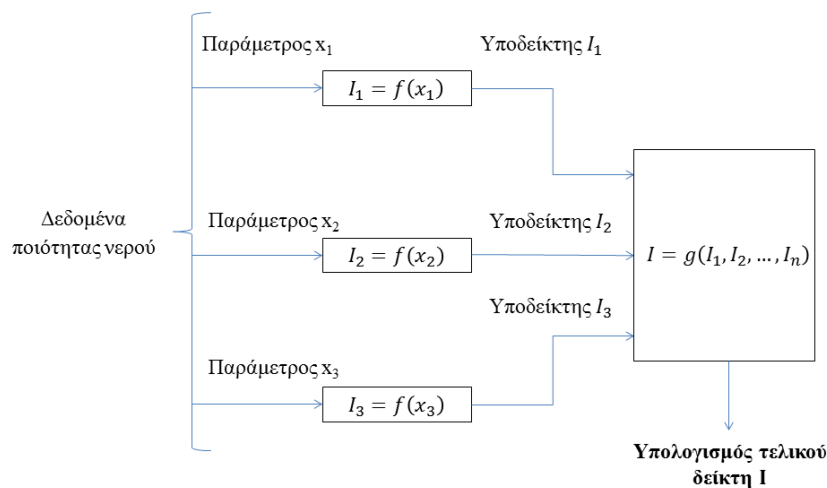 Παράμετρος x₁
Υποδείκτης I₁
I₁ = f(x₁)
Δεδομένα
ποιότητας νερού
Παράμετρος x₂
Υποδείκτης I₂
I₂ = f(x₂)
I = g(I₁, I₂, ..., Iₙ)
Υποδείκτης I₃
Παράμετρος x₃
I₃ = f(x₃)
Υπολογισμός τελικού
δείκτη Ι